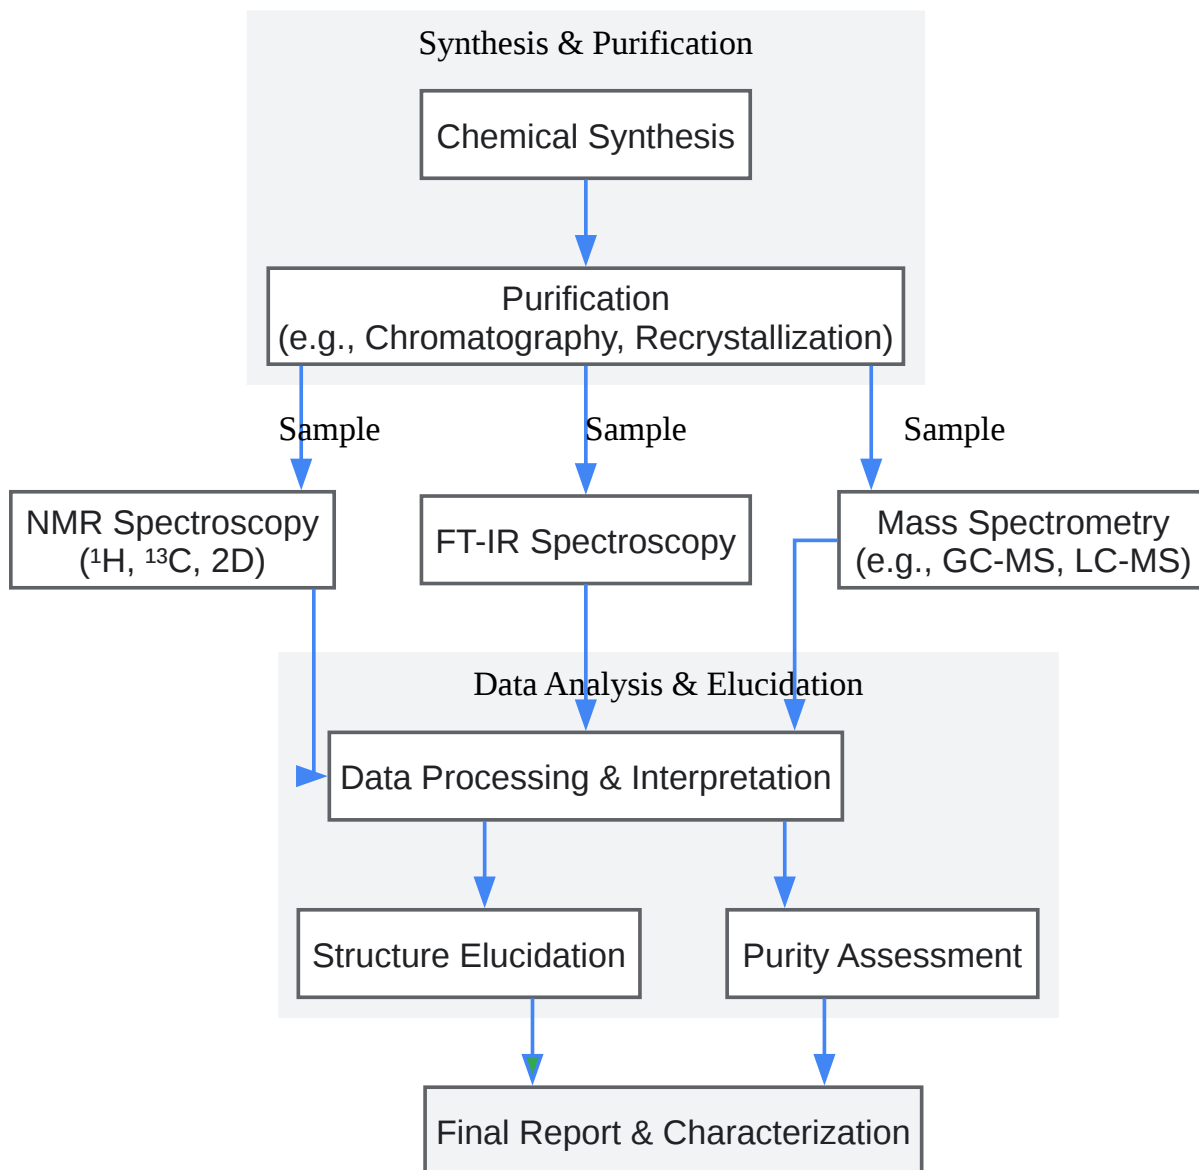 Synthesis & Purification
Chemical Synthesis
Purification
(e.g., Chromatography, Recrystallization)
Sample
Sample
Sample
NMR Spectroscopy
(¹H, ¹³C, 2D)
FT-IR Spectroscopy
Mass Spectrometry
(e.g., GC-MS, LC-MS)
Data Analysis & Elucidation
Data Processing & Interpretation
Structure Elucidation
Purity Assessment
Final Report & Characterization